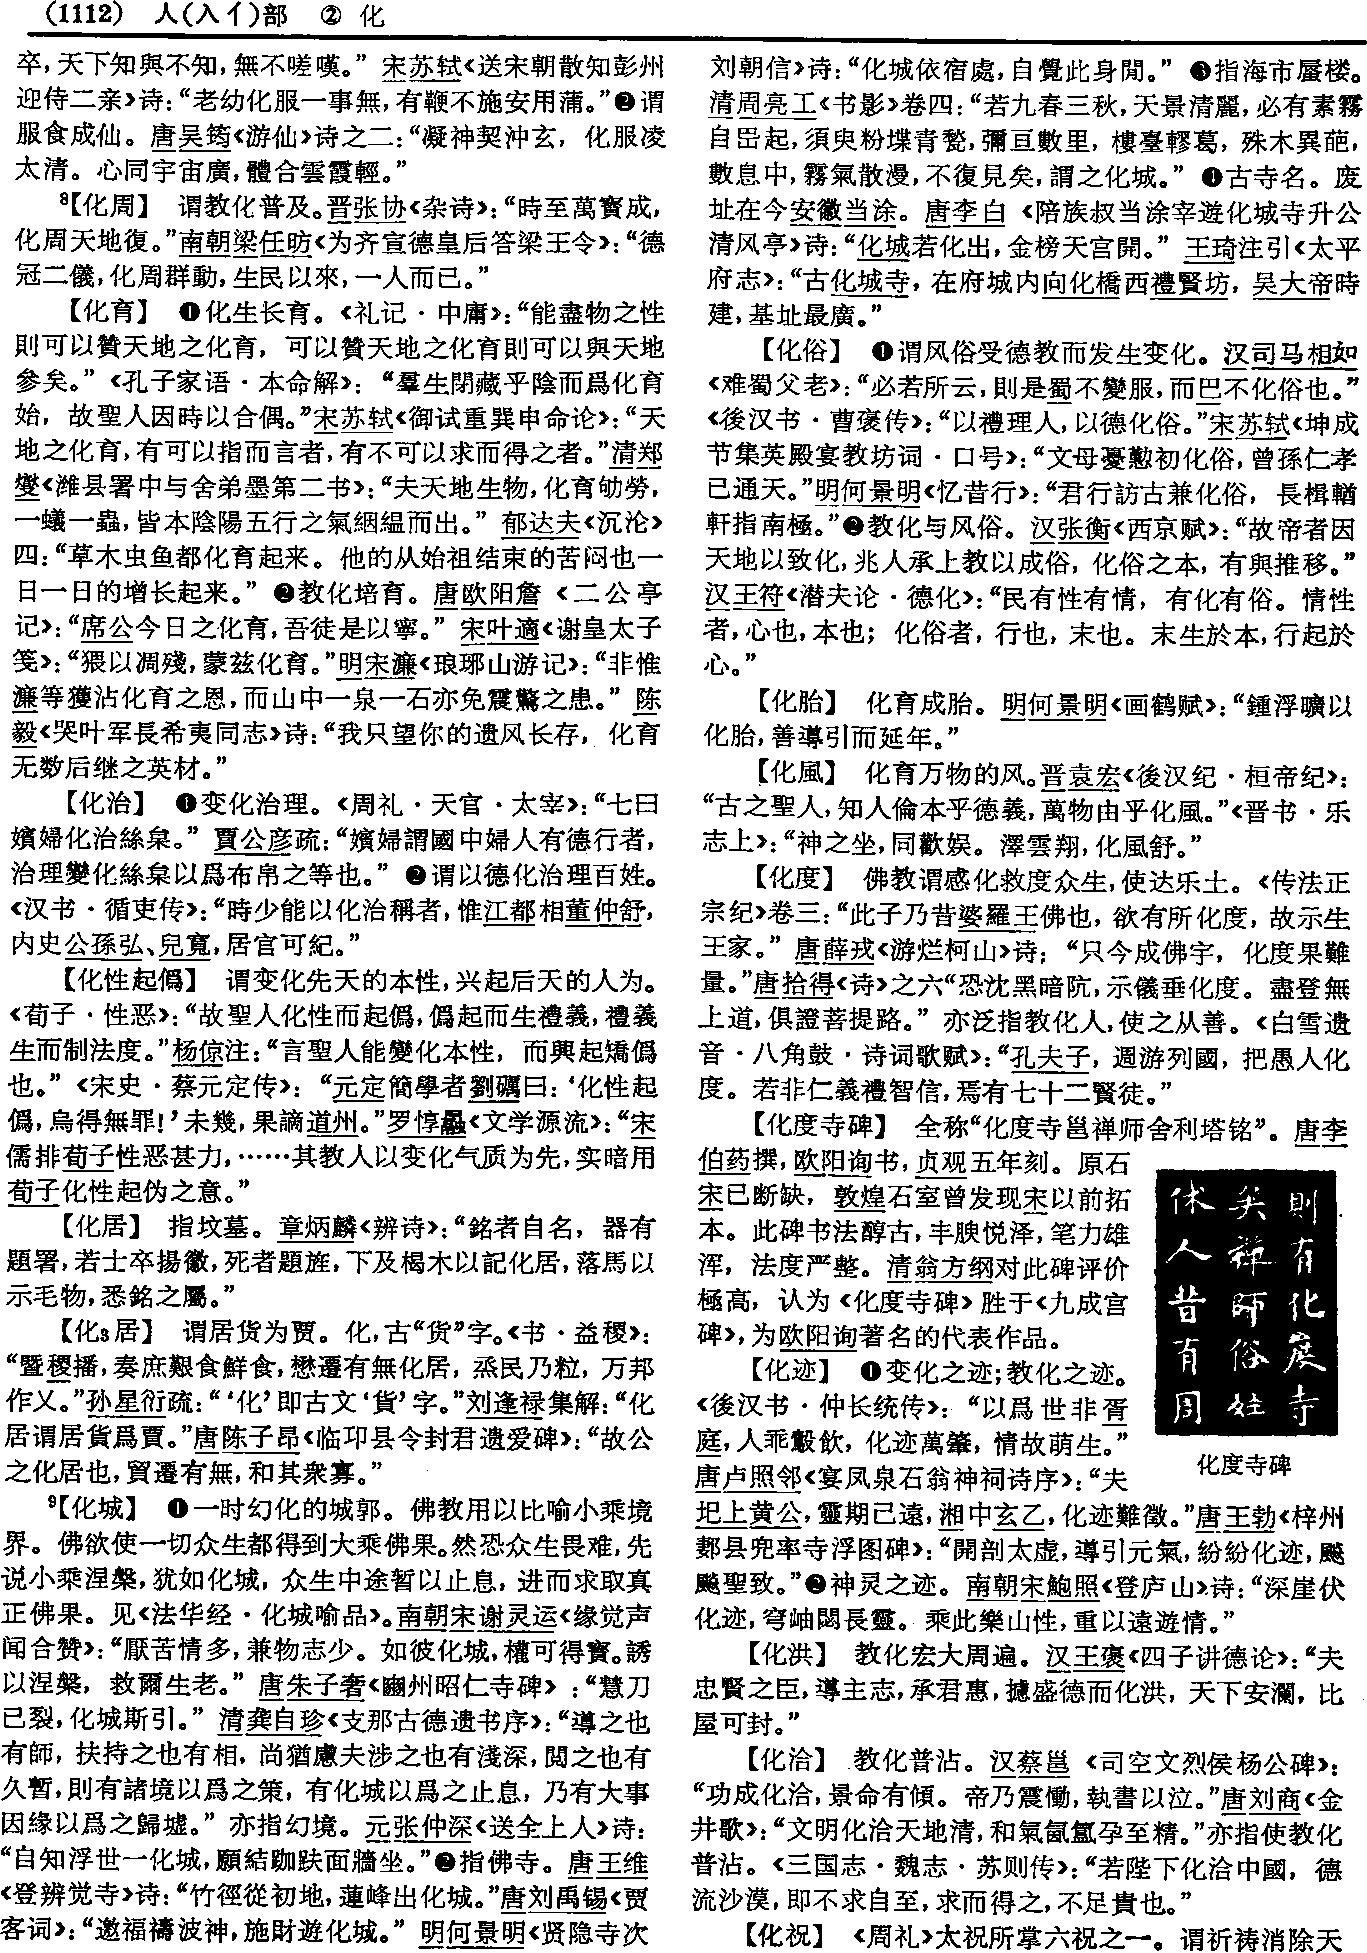 (1112) 人(入亻)部 ② 化
卒,天下知與不知,無不嗟嘆。”宋苏轼《送宋朝散知彭州
迎侍二亲》诗:“老幼化服一事無,有鞭不施安用蒲。”❷谓
服食成仙。唐吴筠《游仙》诗之二:“凝神契沖玄,化服凌
太清。心同宇宙廣,體合雲霞輕。”
⁸【化周】 谓教化普及。晋张协《杂诗》:“時至萬寶成,
化周天地復。”南朝梁任昉《为齐宣德皇后答梁王令》:“德
冠二儀,化周群動,生民以來,一人而已。”
【化育】 ❶化生长育。《礼记·中庸》:“能盡物之性
則可以贊天地之化育,可以贊天地之化育則可以與天地
參矣。”《孔子家语·本命解》:“羣生閉藏乎陰而爲化育
始,故聖人因時以合偶。”宋苏轼《御试重巽申命论》:“天
地之化育,有可以指而言者,有不可以求而得之者。”清郑
燮《潍县署中与舍弟墨第二书》:“夫天地生物,化育劬勞,
一蟻一蟲,皆本陰陽五行之氣絪緼而出。”郁达夫《沉沦》
四:“草木虫鱼都化育起来。他的从始祖结束的苦闷也一
日一日的增长起来。”❷教化培育。唐欧阳詹《二公亭
记》:“席公今日之化育,吾徒是以寧。”宋叶適《谢皇太子
笺》:“猥以凋殘,蒙兹化育。”明宋濂《琅琊山游记》:“非惟
濂等獲沾化育之恩,而山中一泉一石亦免震驚之患。”陈
毅《哭叶军長希夷同志》诗:“我只望你的遗风长存,化育
无数后继之英材。”
【化治】 ❶变化治理。《周礼·天官·太宰》:“七曰
嬪婦化治絲枲。”賈公彦疏:“嬪婦謂國中婦人有德行者,
治理變化絲枲以爲布帛之等也。”❷谓以德化治理百姓。
《汉书·循吏传》:“時少能以化治稱者,惟江都相董仲舒,
内史公孫弘、兒寬,居官可紀。”
【化性起僞】 谓变化先天的本性,兴起后天的人为。
《荀子·性恶》:“故聖人化性而起僞,僞起而生禮義,禮義
生而制法度。”杨倞注:“言聖人能變化本性,而興起矯僞
也。”《宋史·蔡元定传》:“元定簡學者劉礪曰:‘化性起
僞,烏得無罪!’未幾,果謫道州。”罗惇曧《文学源流》:“宋
儒排荀子性恶甚力,……其教人以变化气质为先,实暗用
荀子化性起伪之意。”
【化居】 指坟墓。章炳麟《辨诗》:“銘者自名,器有
題署,若士卒揚徽,死者題旌,下及楬木以記化居,落馬以
示毛物,悉銘之屬。”
【化₃居】 谓居货为贾。化,古“货”字。《书·益稷》:
“暨稷播,奏庶艱食鮮食,懋遷有無化居,烝民乃粒,万邦
作乂。”孙星衍疏:“‘化’即古文‘貨’字。”刘逢禄集解:“化
居谓居貨爲賈。”唐陈子昂《临邛县令封君遗爱碑》:“故公
之化居也,貿遷有無,和其衆寡。”
⁹【化城】 ❶一时幻化的城郭。佛教用以比喻小乘境
界。佛欲使一切众生都得到大乘佛果。然恐众生畏难,先
说小乘涅槃,犹如化城,众生中途暂以止息,进而求取真
正佛果。见《法华经·化城喻品》。南朝宋谢灵运《缘觉声
闻合赞》:“厭苦情多,兼物志少。如彼化城,權可得寶。誘
以涅槃,救爾生老。”唐朱子奢《豳州昭仁寺碑》:“慧刀
已裂,化城斯引。”清龚自珍《支那古德遗书序》:“導之也
有師,扶持之也有相,尚猶慮夫涉之也有淺深,閲之也有
久暫,則有諸境以爲之策,有化城以爲之止息,乃有大事
因緣以爲之歸墟。”亦指幻境。元张仲深《送全上人》诗:
“自知浮世一化城,願結跏趺面牆坐。”❷指佛寺。唐王维
《登辨觉寺》诗:“竹徑從初地,蓮峰出化城。”唐刘禹锡《贾
客词》:“邀福禱波神,施財遊化城。”明何景明《贤隐寺次
刘朝信》诗:“化城依宿處,自覺此身閒。”❸指海市蜃楼。
清周亮工《书影》卷四:“若九春三秋,天景清麗,必有素霧
自嵒起,須臾粉堞青甃,彌亘數里,樓臺轇葛,殊木異葩,
數息中,霧氣散漫,不復見矣,謂之化城。”❹古寺名。废
址在今安徽当涂。唐李白《陪族叔当涂宰遊化城寺升公
清风亭》诗:“化城若化出,金榜天宫開。”王琦注引《太平
府志》:“古化城寺,在府城内向化橋西禮賢坊,吴大帝時
建,基址最廣。”
【化俗】 ❶谓风俗受德教而发生变化。汉司马相如
《难蜀父老》:“必若所云,則是蜀不變服,而巴不化俗也。”
《後汉书·曹褒传》:“以禮理人,以德化俗。”宋苏轼《坤成
节集英殿宴教坊词·口号》:“文母憂懃初化俗,曾孫仁孝
已通天。”明何景明《忆昔行》:“君行訪古兼化俗,長楫輶
軒指南極。”❷教化与风俗。汉张衡《西京赋》:“故帝者因
天地以致化,兆人承上教以成俗,化俗之本,有與推移。”
汉王符《潜夫论·德化》:“民有性有情,有化有俗。情性
者,心也,本也;化俗者,行也,末也。末生於本,行起於
心。”
【化胎】 化育成胎。明何景明《画鹤赋》:“鍾浮曠以
化胎,善導引而延年。”
【化風】 化育万物的风。晋袁宏《後汉纪·桓帝纪》:
“古之聖人,知人倫本乎德義,萬物由乎化風。”《晋书·乐
志上》:“神之坐,同歡娱。澤雲翔,化風舒。”
【化度】 佛教谓感化救度众生,使达乐土。《传法正
宗纪》卷三:“此子乃昔婆羅王佛也,欲有所化度,故示生
王家。”唐薛戎《游烂柯山》诗;“只今成佛宇,化度果難
量。”唐拾得《诗》之六“恐沈黑暗阬,示儀垂化度。盡登無
上道,俱證菩提路。”亦泛指教化人,使之从善。《白雪遗
音·八角鼓·诗词歌赋》:“孔夫子,週游列國,把愚人化
度。若非仁義禮智信,焉有七十二賢徒。”
【化度寺碑】 全称“化度寺邕禅师舍利塔铭”。唐李
伯药撰,欧阳询书,贞观五年刻。原石
宋已断缺,敦煌石室曾发现宋以前拓
本。此碑书法醇古,丰腴悦泽,笔力雄
浑,法度严整。清翁方纲对此碑评价
極高,认为《化度寺碑》胜于《九成宫
碑》,为欧阳询著名的代表作品。
則有化度寺
矣禅師俗姓
休人昔有周
化度寺碑
【化迹】 ❶变化之迹;教化之迹。
《後汉书·仲长统传》:“以爲世非胥
庭,人乖鷇飲,化迹萬肇,情故萌生。”
唐卢照邻《宴凤泉石翁神祠诗序》:“夫
圯上黄公,靈期已遠,湘中玄乙,化迹難徵。”唐王勃《梓州
郪县兜率寺浮图碑》:“開剖太虚,導引元氣,紛紛化迹,飈
飈聖致。”❷神灵之迹。南朝宋鮑照《登庐山》诗:“深崖伏
化迹,穹岫閟長靈。乘此樂山性,重以遠遊情。”
【化洪】 教化宏大周遍。汉王褒《四子讲德论》:“夫
忠賢之臣,導主志,承君惠,攄盛德而化洪,天下安瀾,比
屋可封。”
【化洽】 教化普沾。汉蔡邕《司空文烈侯杨公碑》:
“功成化洽,景命有傾。帝乃震慟,執書以泣。”唐刘商《金
井歌》:“文明化洽天地清,和氣氤氲孕至精。”亦指使教化
普沾。《三国志·魏志·苏则传》:“若陛下化洽中國,德
流沙漠,即不求自至,求而得之,不足貴也。”
【化祝】 《周礼》太祝所掌六祝之一。谓祈祷消除天